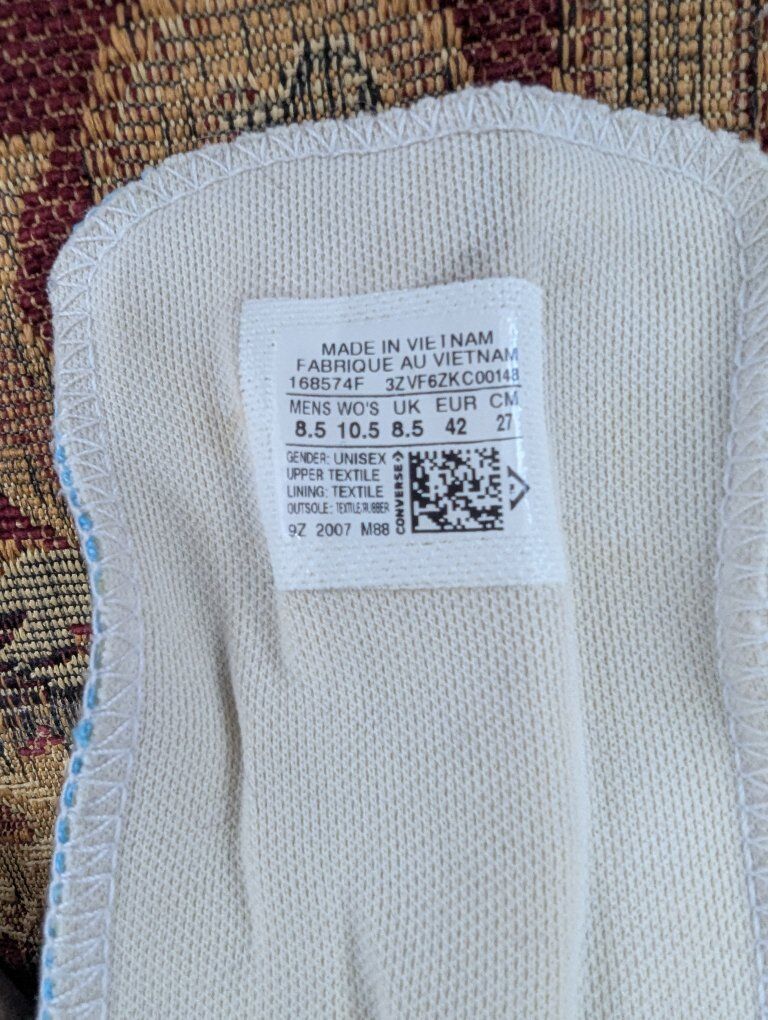 MADE IN VIETNAM
FABRIQUE AU VIETNAM
168574F 3ZVF6ZKC00148
MENS WO'S UK EUR CM
8.5 10.5 8.5 42 27
GENDER: UNISEX
UPPER TEXTILE
LINING: TEXTILE
OUTSOLE: TEXTILE/RUBBER
9Z 2007 M88
CONVERSE